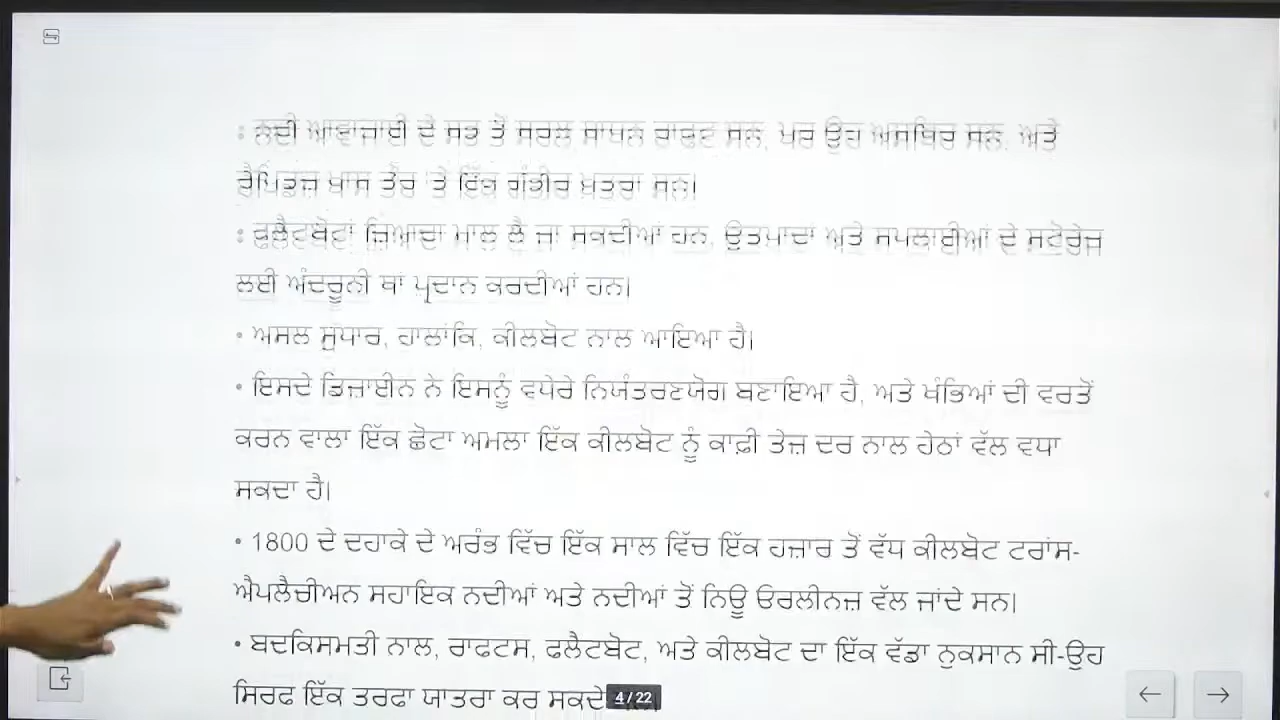 : ਨਦੀ ਆਵਾਜਾਈ ਦੇ ਸਭ ਤੋਂ ਸਰਲ ਸਾਧਨ ਰਾਫਟ ਸਨ, ਪਰ ਉਹ ਅਸਥਿਰ ਸਨ, ਅਤੇ
ਰੈਪਿਡਜ਼ ਖਾਸ ਤੌਰ 'ਤੇ ਇੱਕ ਗੰਭੀਰ ਖ਼ਤਰਾ ਸਨ।
: ਫਲੈਟਬੋਟਾਂ ਜ਼ਿਆਦਾ ਮਾਲ ਲੈ ਜਾ ਸਕਦੀਆਂ ਹਨ, ਉਤਪਾਦਾਂ ਅਤੇ ਸਪਲਾਈਆਂ ਦੇ ਸਟੋਰੇਜ
ਲਈ ਅੰਦਰੂਨੀ ਥਾਂ ਪ੍ਰਦਾਨ ਕਰਦੀਆਂ ਹਨ।
• ਅਸਲ ਸੁਧਾਰ, ਹਾਲਾਂਕਿ, ਕੀਲਬੋਟ ਨਾਲ ਆਇਆ ਹੈ।
• ਇਸਦੇ ਡਿਜ਼ਾਈਨ ਨੇ ਇਸਨੂੰ ਵਧੇਰੇ ਨਿਯੰਤਰਣਯੋਗ ਬਣਾਇਆ ਹੈ, ਅਤੇ ਖੰਭਿਆਂ ਦੀ ਵਰਤੋਂ
ਕਰਨ ਵਾਲਾ ਇੱਕ ਛੋਟਾ ਅਮਲਾ ਇੱਕ ਕੀਲਬੋਟ ਨੂੰ ਕਾਫ਼ੀ ਤੇਜ਼ ਦਰ ਨਾਲ ਹੇਠਾਂ ਵੱਲ ਵਧਾ
ਸਕਦਾ ਹੈ।
• 1800 ਦੇ ਦਹਾਕੇ ਦੇ ਅਰੰਭ ਵਿੱਚ ਇੱਕ ਸਾਲ ਵਿੱਚ ਇੱਕ ਹਜ਼ਾਰ ਤੋਂ ਵੱਧ ਕੀਲਬੋਟ ਟਰਾਂਸ-
ਐਪਲੈਚੀਅਨ ਸਹਾਇਕ ਨਦੀਆਂ ਅਤੇ ਨਦੀਆਂ ਤੋਂ ਨਿਊ ਓਰਲੀਨਜ਼ ਵੱਲ ਜਾਂਦੇ ਸਨ।
• ਬਦਕਿਸਮਤੀ ਨਾਲ, ਰਾਫਟਸ, ਫਲੈਟਬੋਟ, ਅਤੇ ਕੀਲਬੋਟ ਦਾ ਇੱਕ ਵੱਡਾ ਨੁਕਸਾਨ ਸੀ-ਉਹ
ਸਿਰਫ ਇੱਕ ਤਰਫਾ ਯਾਤਰਾ ਕਰ ਸਕਦੇ
4/22